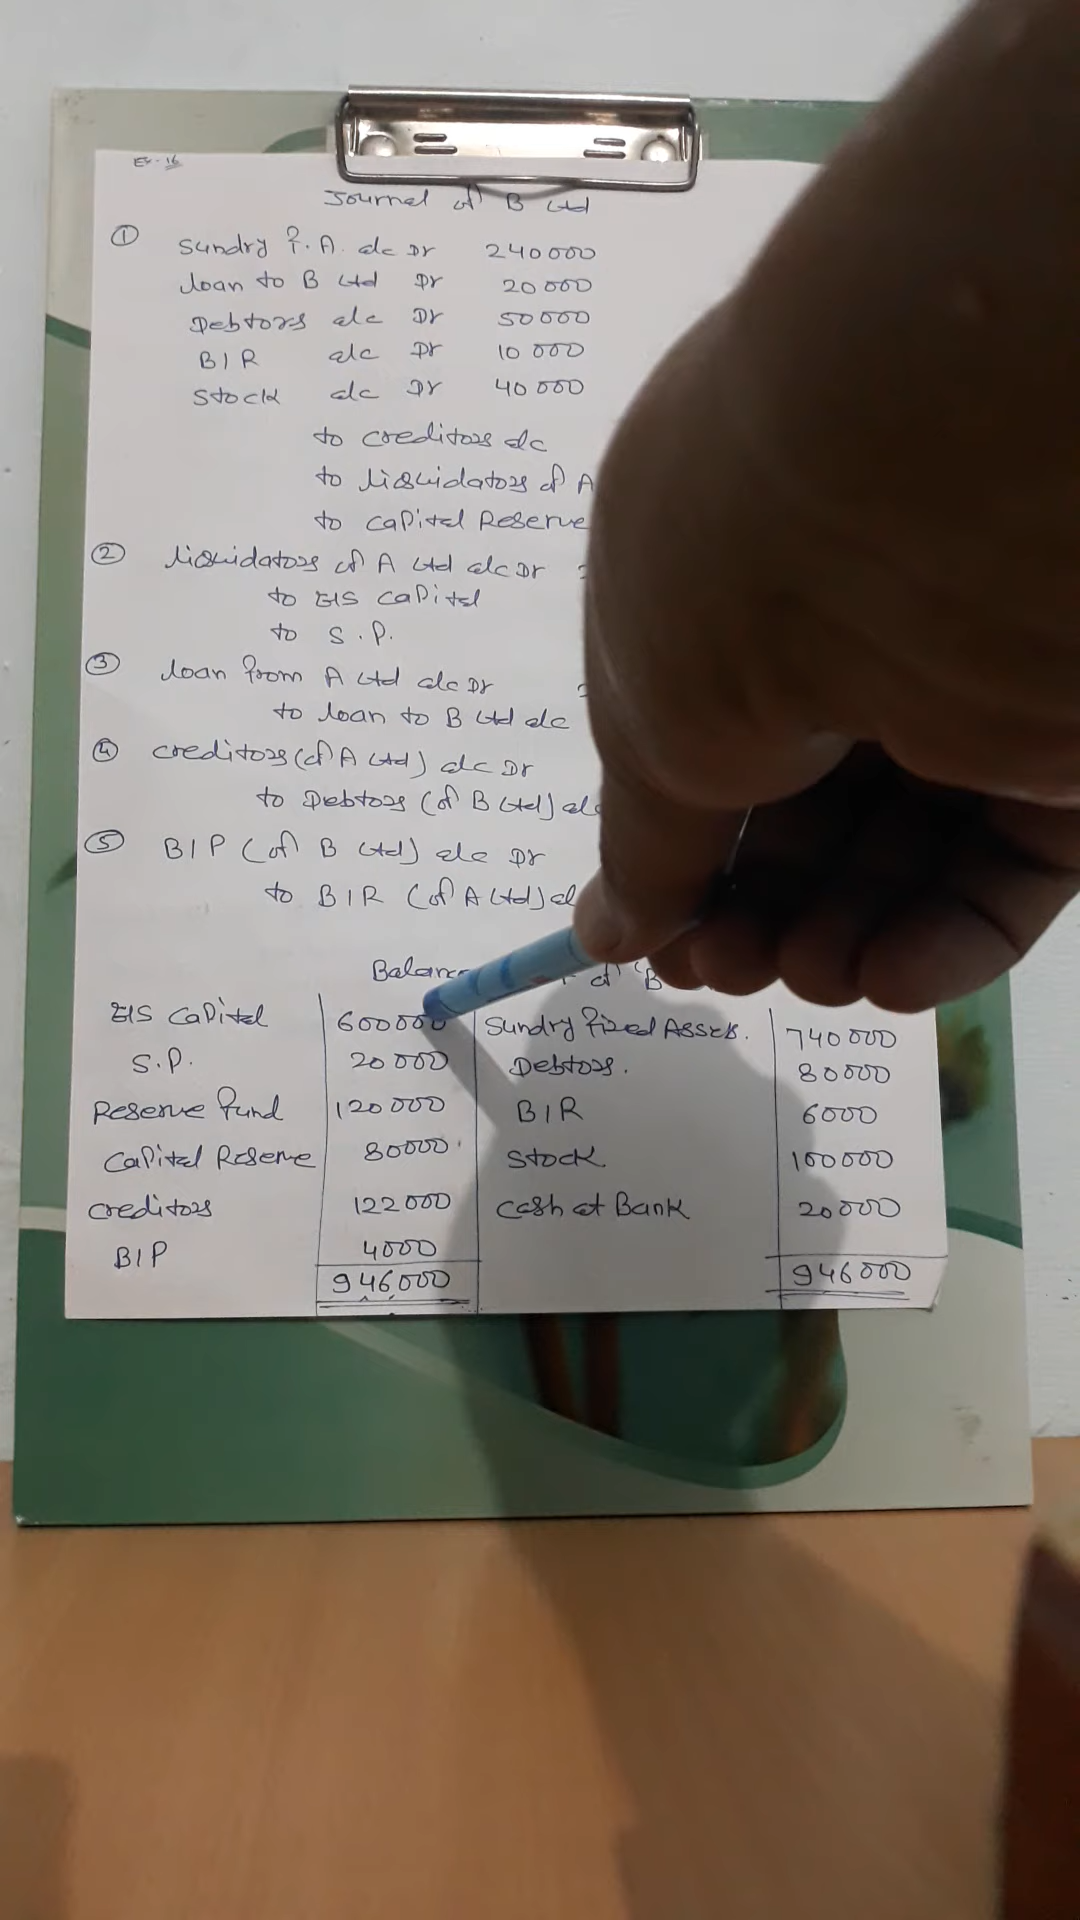 Ex-16
Journal of B Ltd
① Sundry F.A. a/c Dr 240000
loan to B Ltd Dr 20000
Debtors a/c Dr 50000
B/R a/c Dr 10000
Stock a/c Dr 40000
to creditors a/c
to liquidators of A
to capital Reserve
② liquidators of A Ltd a/c Dr
to E/S capital
to S.P.
③ loan from A Ltd a/c Dr
to loan to B Ltd a/c
④ creditors (of A Ltd) a/c Dr
to Debtors (of B Ltd) a/c
⑤ B/P (of B Ltd) a/c Dr
to B/R (of A Ltd) a
Balanc of B
E/S Capital 600000 Sundry fixed Assets. 740000
S.P. 20000 Debtors. 80000
Reserve fund 120000 B/R 6000
Capital Reserve 80000 Stock 100000
creditors 122000 cash at Bank 20000
B/P 4000
946,000 946000